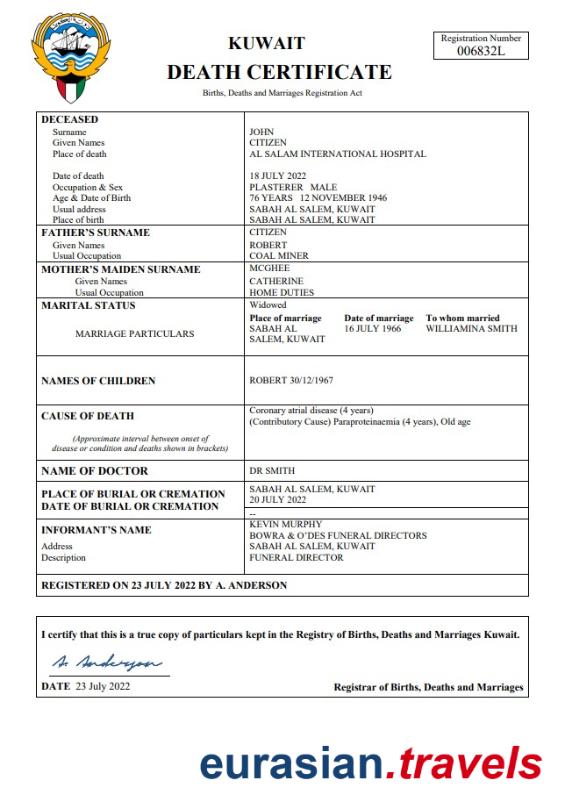 Registration Number
006832L
KUWAIT
DEATH CERTIFICATE
Births, Deaths and Marriages Registration Act
DECEASED
Surname JOHN
Given Names CITIZEN
Place of death AL SALAM INTERNATIONAL HOSPITAL
Date of death 18 JULY 2022
Occupation & Sex PLASTERER MALE
Age & Date of Birth 76 YEARS 12 NOVEMBER 1946
Usual address SABAH AL SALEM, KUWAIT
Place of birth SABAH AL SALEM, KUWAIT
FATHER'S SURNAME CITIZEN
Given Names ROBERT
Usual Occupation COAL MINER
MOTHER'S MAIDEN SURNAME MCGHEE
Given Names CATHERINE
Usual Occupation HOME DUTIES
MARITAL STATUS Widowed
Place of marriage Date of marriage To whom married
MARRIAGE PARTICULARS SABAH AL 16 JULY 1966 WILLIAMINA SMITH
SALEM, KUWAIT
NAMES OF CHILDREN ROBERT 30/12/1967
CAUSE OF DEATH Coronary atrial disease (4 years)
(Contributory Cause) Paraproteinaemia (4 years), Old age
(Approximate interval between onset of
disease or condition and deaths shown in brackets)
NAME OF DOCTOR DR SMITH
PLACE OF BURIAL OR CREMATION SABAH AL SALEM, KUWAIT
DATE OF BURIAL OR CREMATION 20 JULY 2022
--
INFORMANT'S NAME KEVIN MURPHY
BOWRA & O'DES FUNERAL DIRECTORS
Address SABAH AL SALEM, KUWAIT
Description FUNERAL DIRECTOR
REGISTERED ON 23 JULY 2022 BY A. ANDERSON
I certify that this is a true copy of particulars kept in the Registry of Births, Deaths and Marriages Kuwait.
A. Anderson
DATE 23 July 2022 Registrar of Births, Deaths and Marriages
eurasian.travels